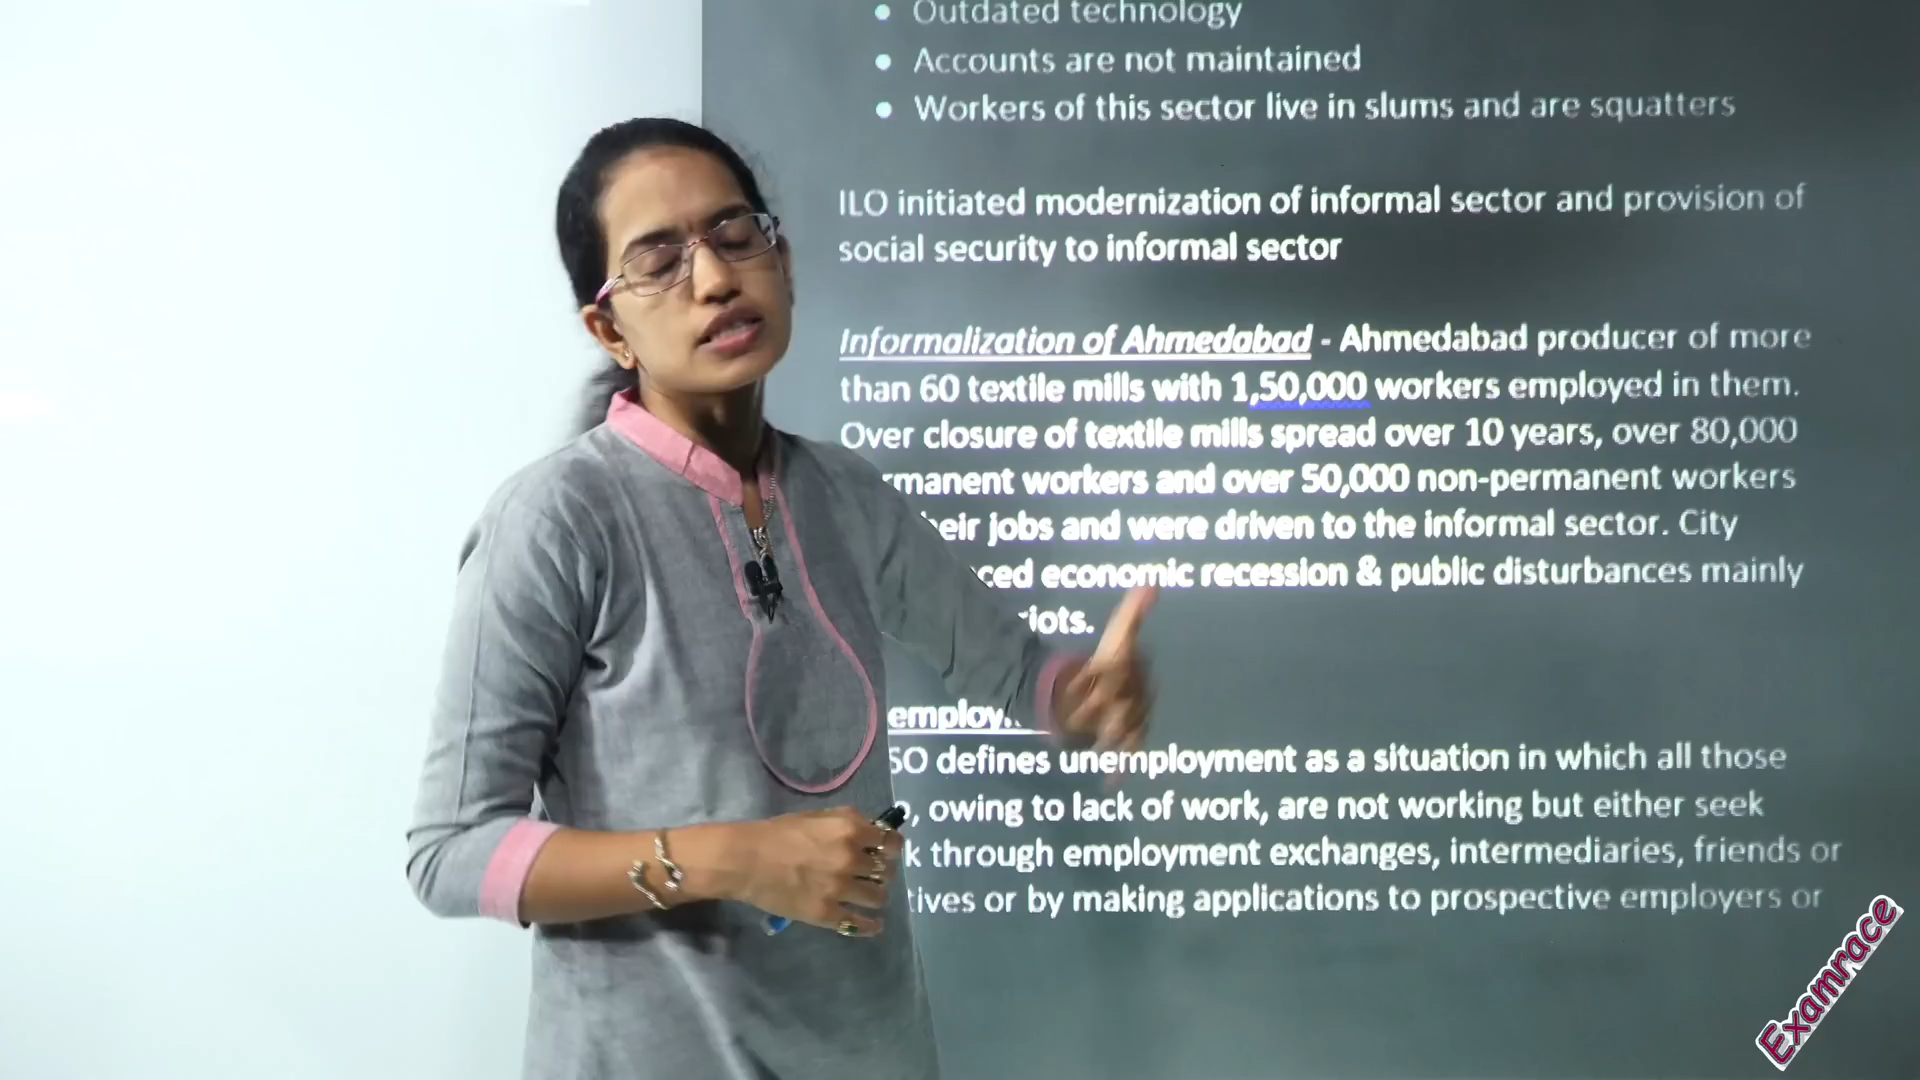 Outdated technology
Accounts are not maintained
Workers of this sector live in slums and are squatters
ILO initiated modernization of informal sector and provision of
social security to informal sector
Informalization of Ahmedabad - Ahmedabad producer of more
than 60 textile mills with 1,50,000 workers employed in them.
Over closure of textile mills spread over 10 years, over 80,000
rmanent workers and over 50,000 non-permanent workers
heir jobs and were driven to the informal sector. City
ced economic recession & public disturbances mainly
riots.
employ
SO defines unemployment as a situation in which all those
o, owing to lack of work, are not working but either seek
k through employment exchanges, intermediaries, friends or
tives or by making applications to prospective employers or
Examrace